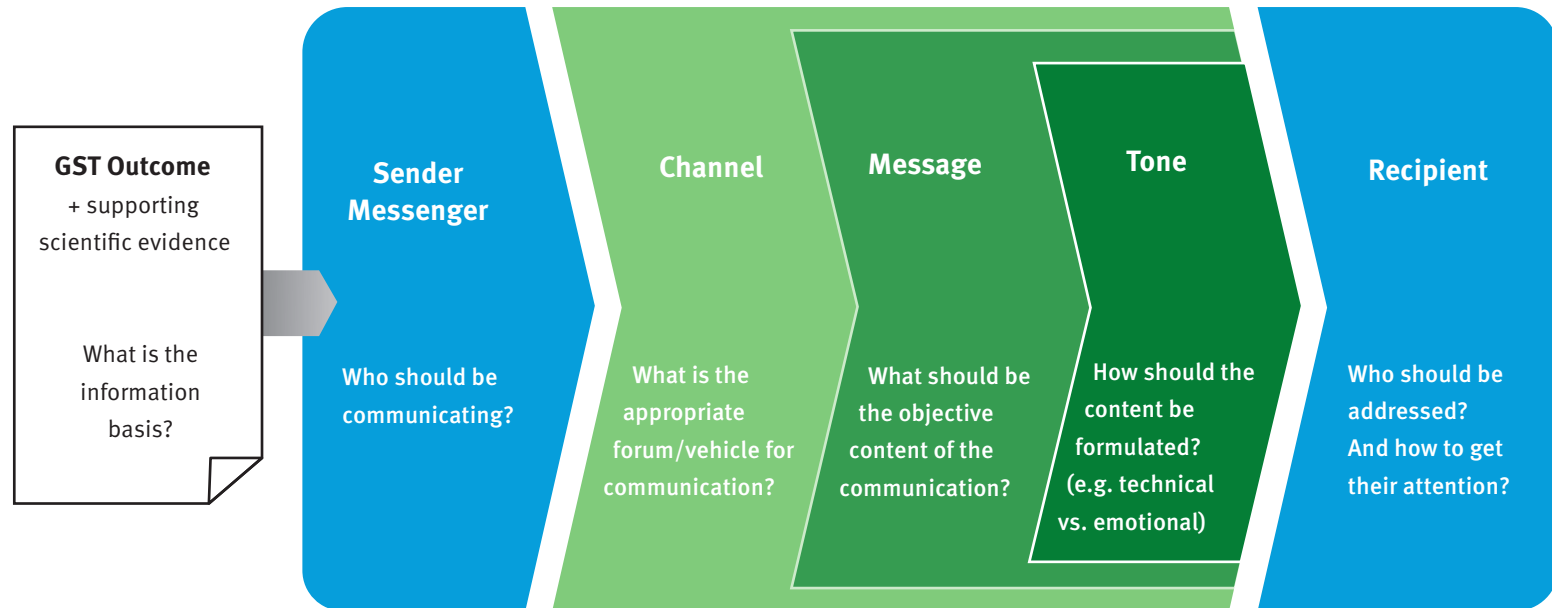 GST Outcome
+ supporting
scientific evidence
What is the
information
basis?
Sender
Messenger
Who should be
communicating?
Channel
What is the
appropriate
forum/vehicle for
communication?
Message
What should be
the objective
content of the
communication?
Tone
How should the
content be
formulated?
(e.g. technical
vs. emotional)
Recipient
Who should be
addressed?
And how to get
their attention?